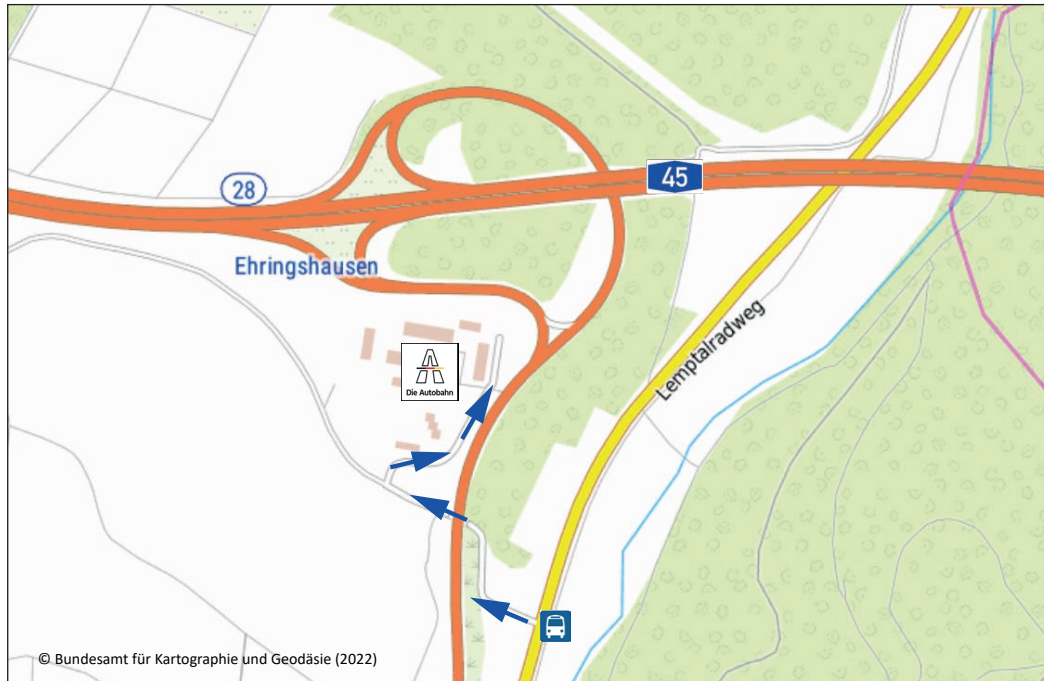 45
28
Ehringshausen
Lemptalradweg
Die Autobahn
© Bundesamt für Kartographie und Geodäsie (2022)